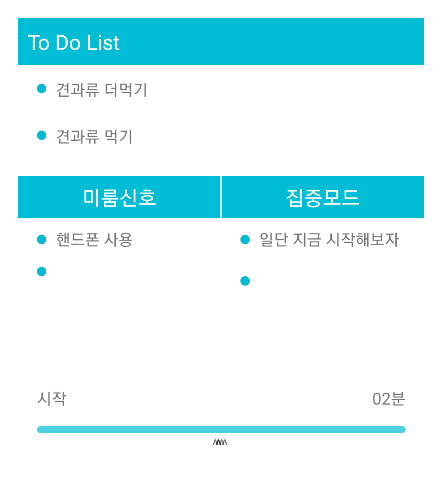 To Do List
견과류 더먹기
견과류 먹기
미룸신호
집중모드
핸드폰 사용
일단 지금 시작해보자
시작
02분